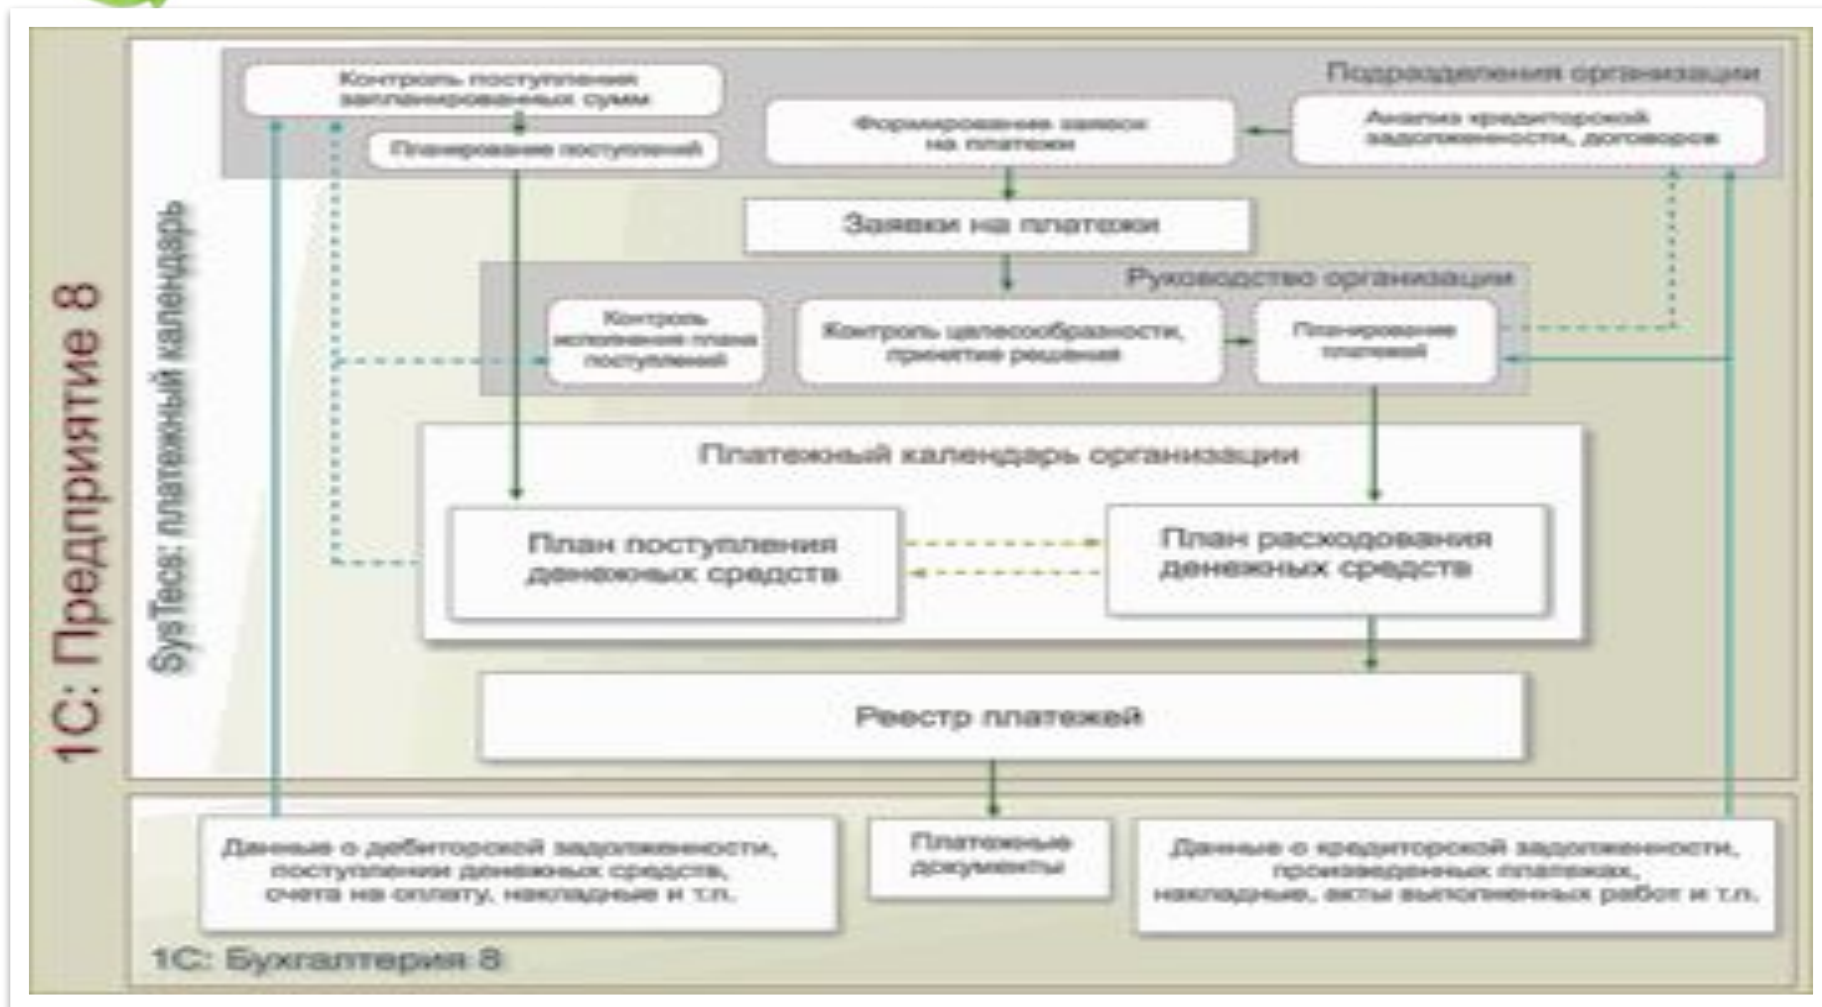 1С: Предприятие 8
SysTecs: платежный календарь
Подразделения организации
Контроль поступления
запланированных сумм
Планирование поступлений
Формирование заявок
на платежи
Анализ кредиторской
задолженности, договоров
Заявки на платежи
Руководство организации
Контроль
исполнения плана
поступлений
Контроль целесообразности,
принятие решения
Планирование
платежей
Платежный календарь организации
План поступления
денежных средств
План расходования
денежных средств
Реестр платежей
Данные о дебиторской задолженности,
поступлении денежных средств,
счета на оплату, накладные и т.п.
Платежные
документы
Данные о кредиторской задолженности,
произведенных платежах,
накладные, акты выполненных работ и т.п.
1С: Бухгалтерия 8